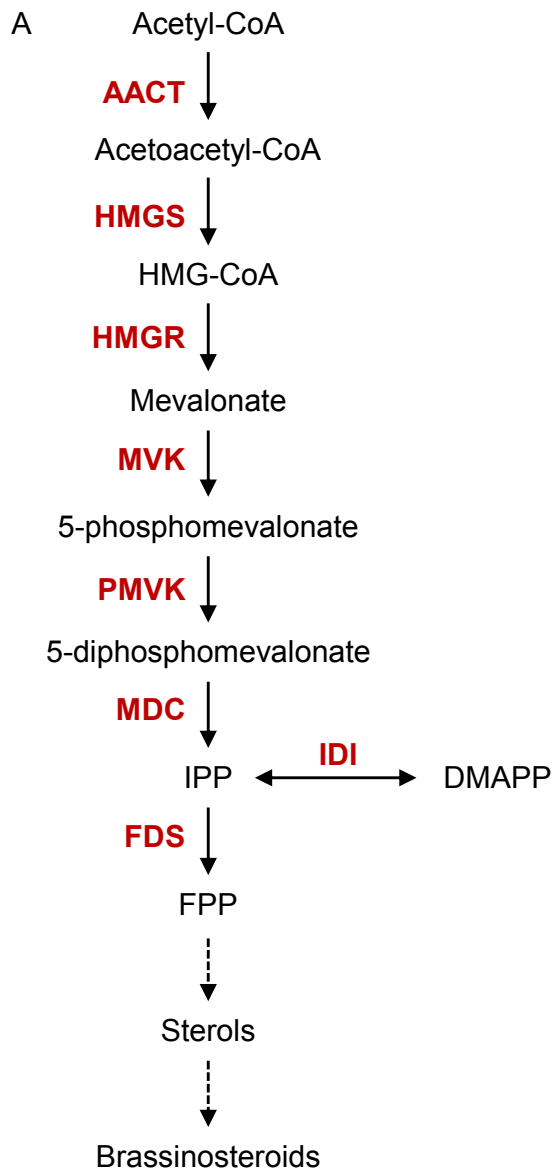 A
Acetyl-CoA
AACT
Acetoacetyl-CoA
HMGS
HMG-CoA
HMGR
Mevalonate
MVK
5-phosphomevalonate
PMVK
5-diphosphomevalonate
MDC
IDI
IPP
DMAPP
FDS
FPP
Sterols
Brassinosteroids